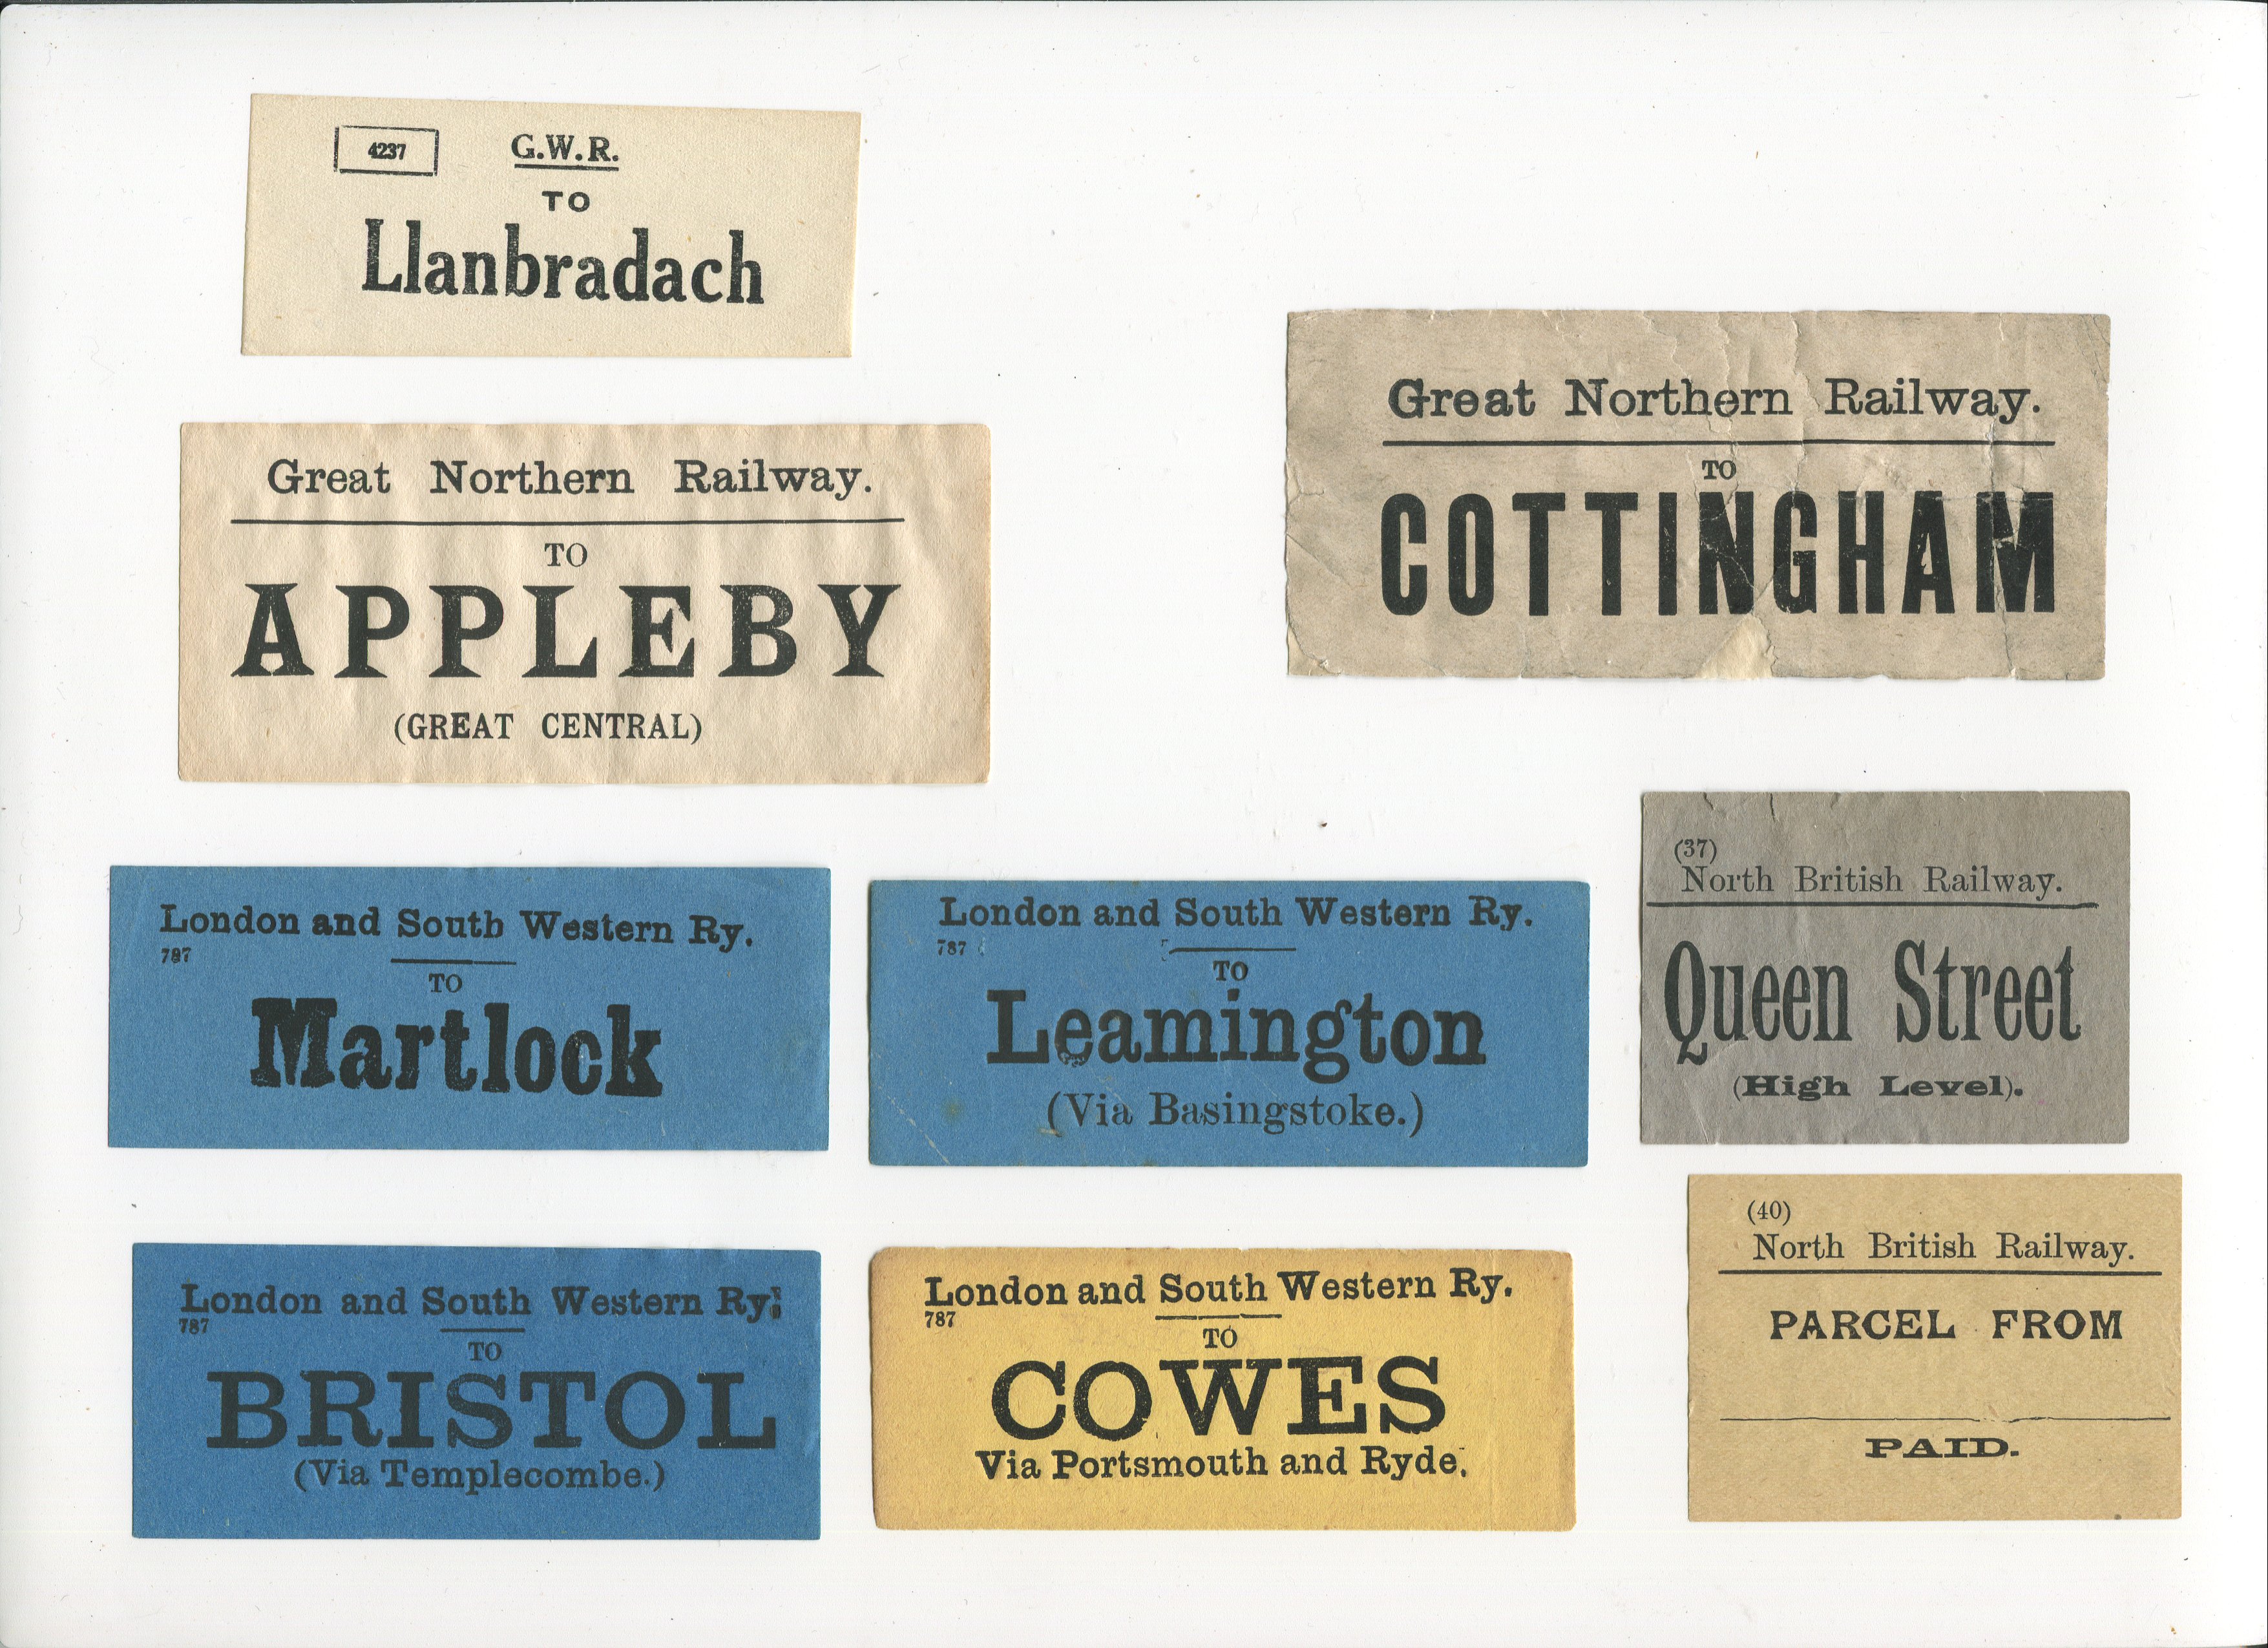 4237
G.W.R.
TO
Llanbradach
Great Northern Railway.
TO
COTTINGHAM
Great Northern Railway.
TO
APPLEBY
(GREAT CENTRAL)
London and South Western Ry.
787
TO
Martlock
London and South Western Ry.
787
TO
Leamington
(Via Basingstoke.)
(37)
North British Railway.
Queen Street
(High Level).
London and South Western Ry.
787
TO
BRISTOL
(Via Templecombe.)
London and South Western Ry.
787
TO
COWES
Via Portsmouth and Ryde.
(40)
North British Railway.
PARCEL FROM
PAID.